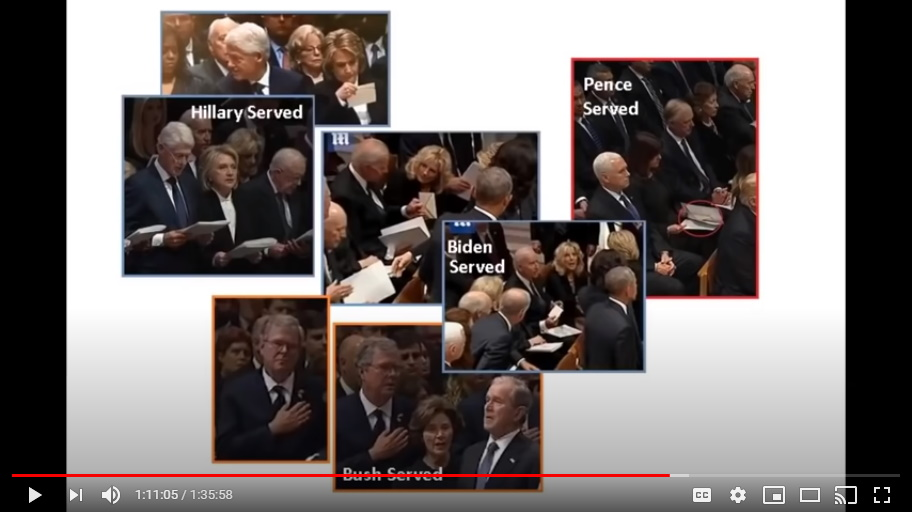 Hillary Served
Pence
Served
Biden
Served
Bush Served
1:11:05 / 1:35:58
CC